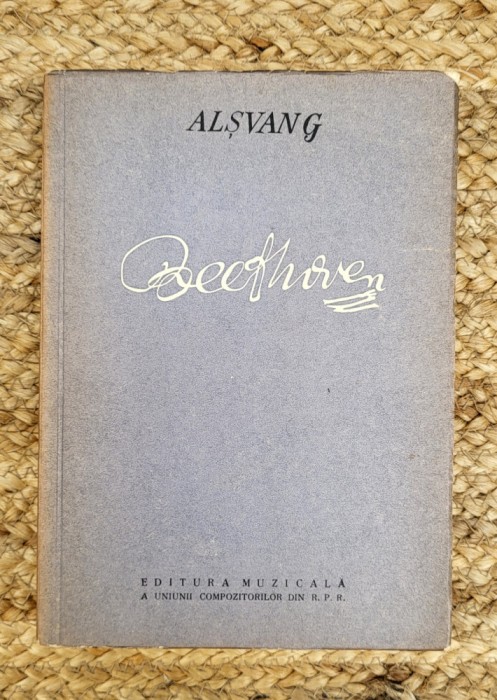 ALȘVANG
Beethoven
EDITURA MUZICALĂ
A UNIUNII COMPOZITORILOR DIN R.P.R.